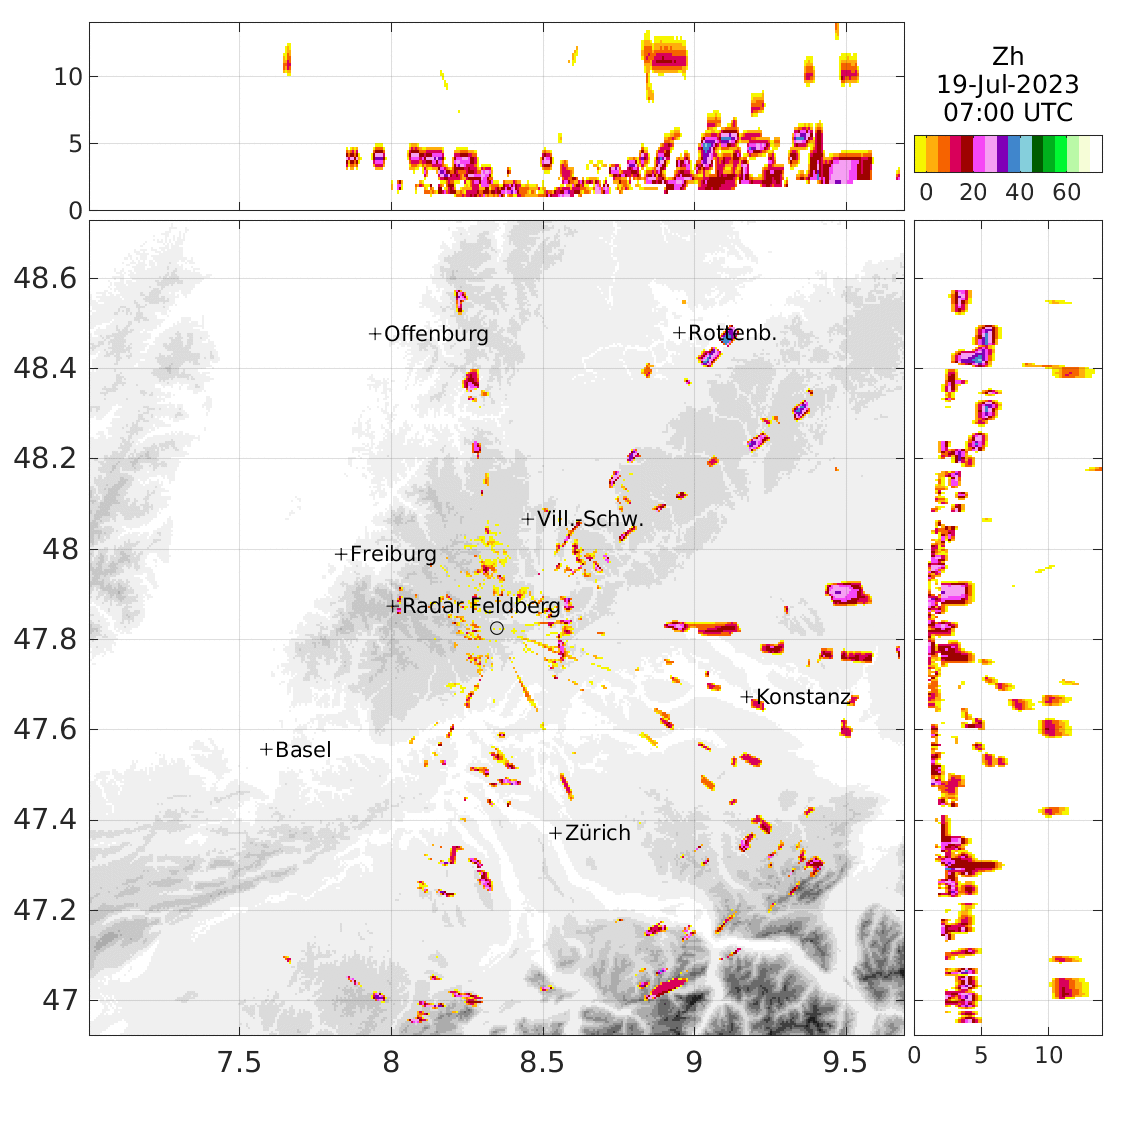 Zh
19-Jul-2023
07:00 UTC
10
5
0
0 20 40 60
48.6
+Offenburg
+Rottenb.
48.4
48.2
+Vill.-Schw.
48
+Freiburg
+Radar Feldberg
47.8
+Konstanz
47.6
+Basel
47.4
+Zürich
47.2
47
7.5 8 8.5 9 9.5
0 5 10